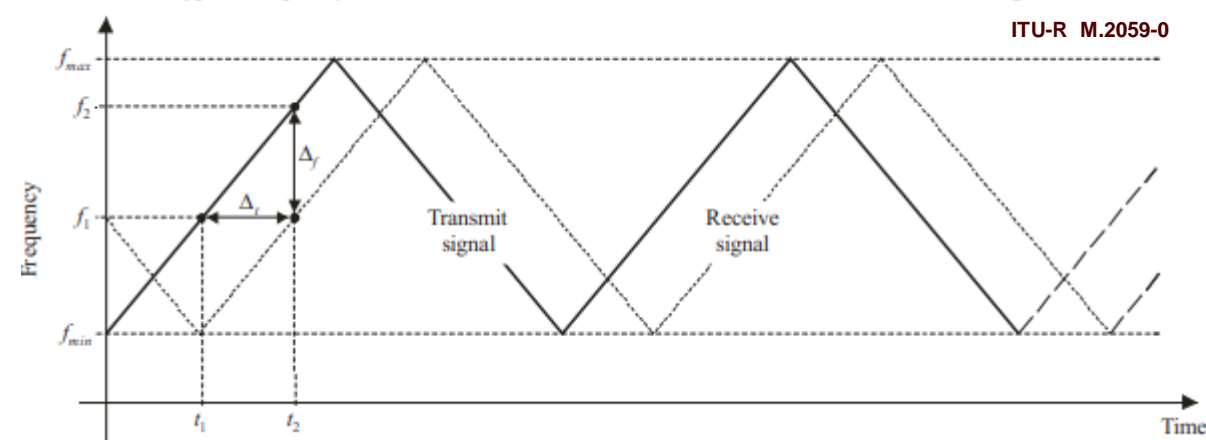 ITU-R M.2059-0
f_max
f_2
Δ_f
f_1
Δ_t
Transmit
signal
Receive
signal
Frequency
f_min
t_1
t_2
Time